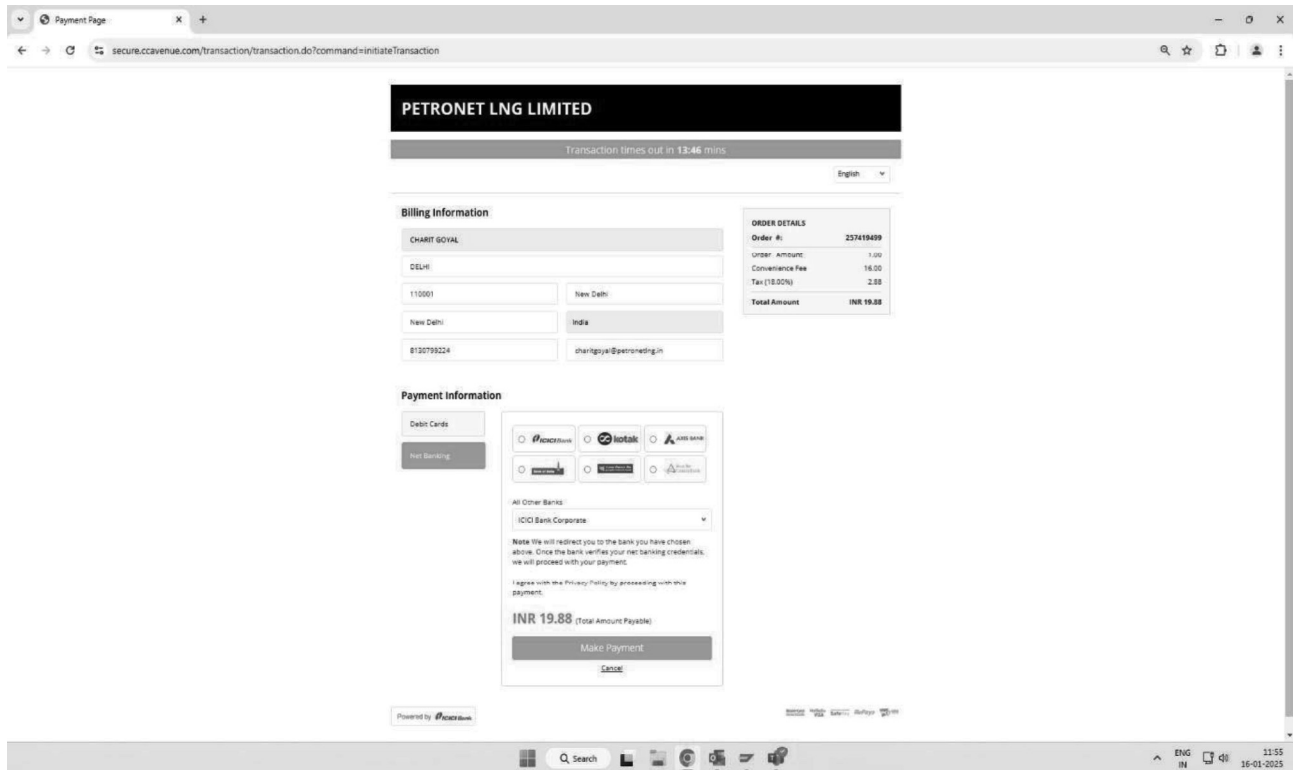 Payment Page
secure.ccavenue.com/transaction/transaction.do?command=initiateTransaction
PETRONET LNG LIMITED
Transaction times out in 13:46 mins
English
Billing Information
CHARIT GOYAL
DELHI
110001 New Delhi
New Delhi India
8130799224 charitgoyal@petronetlng.in
ORDER DETAILS
Order #: 257419499
Order Amount 1.00
Convenience Fee 16.00
Tax (18.00%) 2.88
Total Amount INR 19.88
Payment Information
Debit Cards
Net Banking
ICICI Bank kotak AXIS BANK
All Other Banks
ICICI Bank Corporate
Note We will redirect you to the bank you have chosen
above. Once the bank verifies your net banking credentials,
we will proceed with your payment.
I agree with the Privacy Policy by proceeding with this
payment.
INR 19.88 (Total Amount Payable)
Make Payment
Cancel
Powered by ICICI Bank
Search
ENG
IN
11:55
16-01-2025